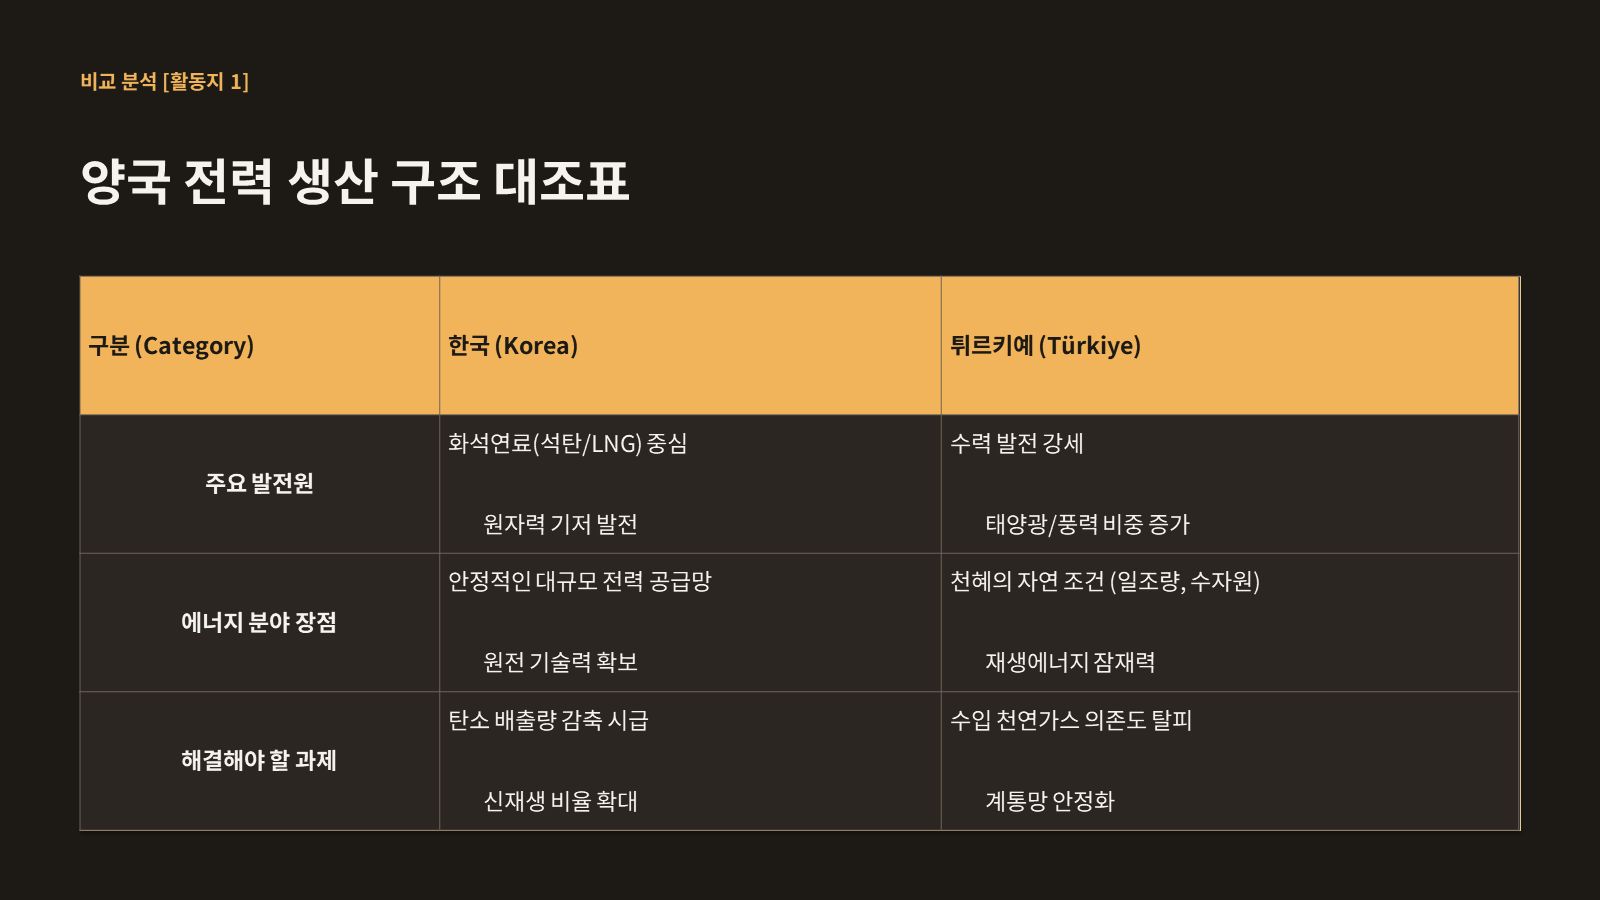 비교 분석 [활동지 1]
양국 전력 생산 구조 대조표
구분 (Category)
한국 (Korea)
튀르키예 (Türkiye)
주요 발전원
화석연료(석탄/LNG) 중심
원자력 기저 발전
수력 발전 강세
태양광/풍력 비중 증가
에너지 분야 장점
안정적인 대규모 전력 공급망
원전 기술력 확보
천혜의 자연 조건 (일조량, 수자원)
재생에너지 잠재력
해결해야 할 과제
탄소 배출량 감축 시급
신재생 비율 확대
수입 천연가스 의존도 탈피
계통망 안정화